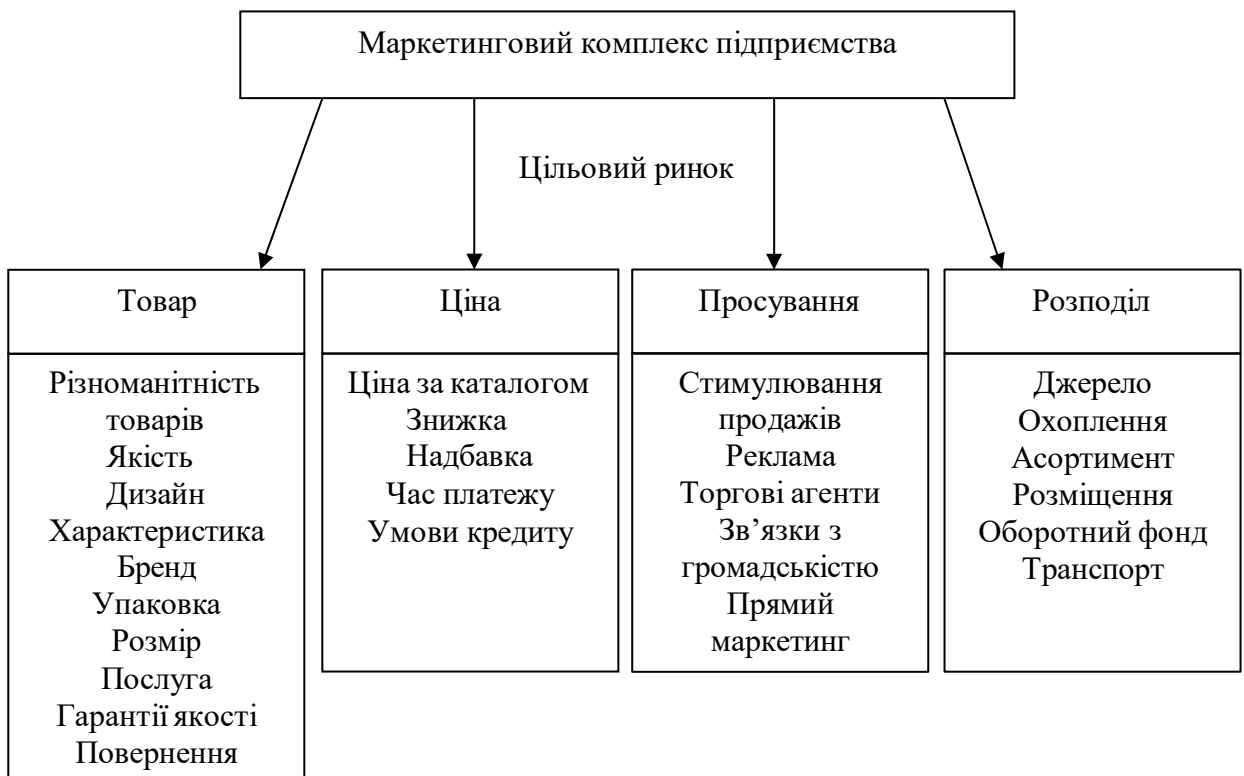 Маркетинговий комплекс підприємства
Цільовий ринок
Товар
Різноманітність
товарів
Якість
Дизайн
Характеристика
Бренд
Упаковка
Розмір
Послуга
Гарантії якості
Повернення
Ціна
Ціна за каталогом
Знижка
Надбавка
Час платежу
Умови кредиту
Просування
Стимулювання
продажів
Реклама
Торгові агенти
Зв’язки з
громадськістю
Прямий
маркетинг
Розподіл
Джерело
Охоплення
Асортимент
Розміщення
Оборотний фонд
Транспорт